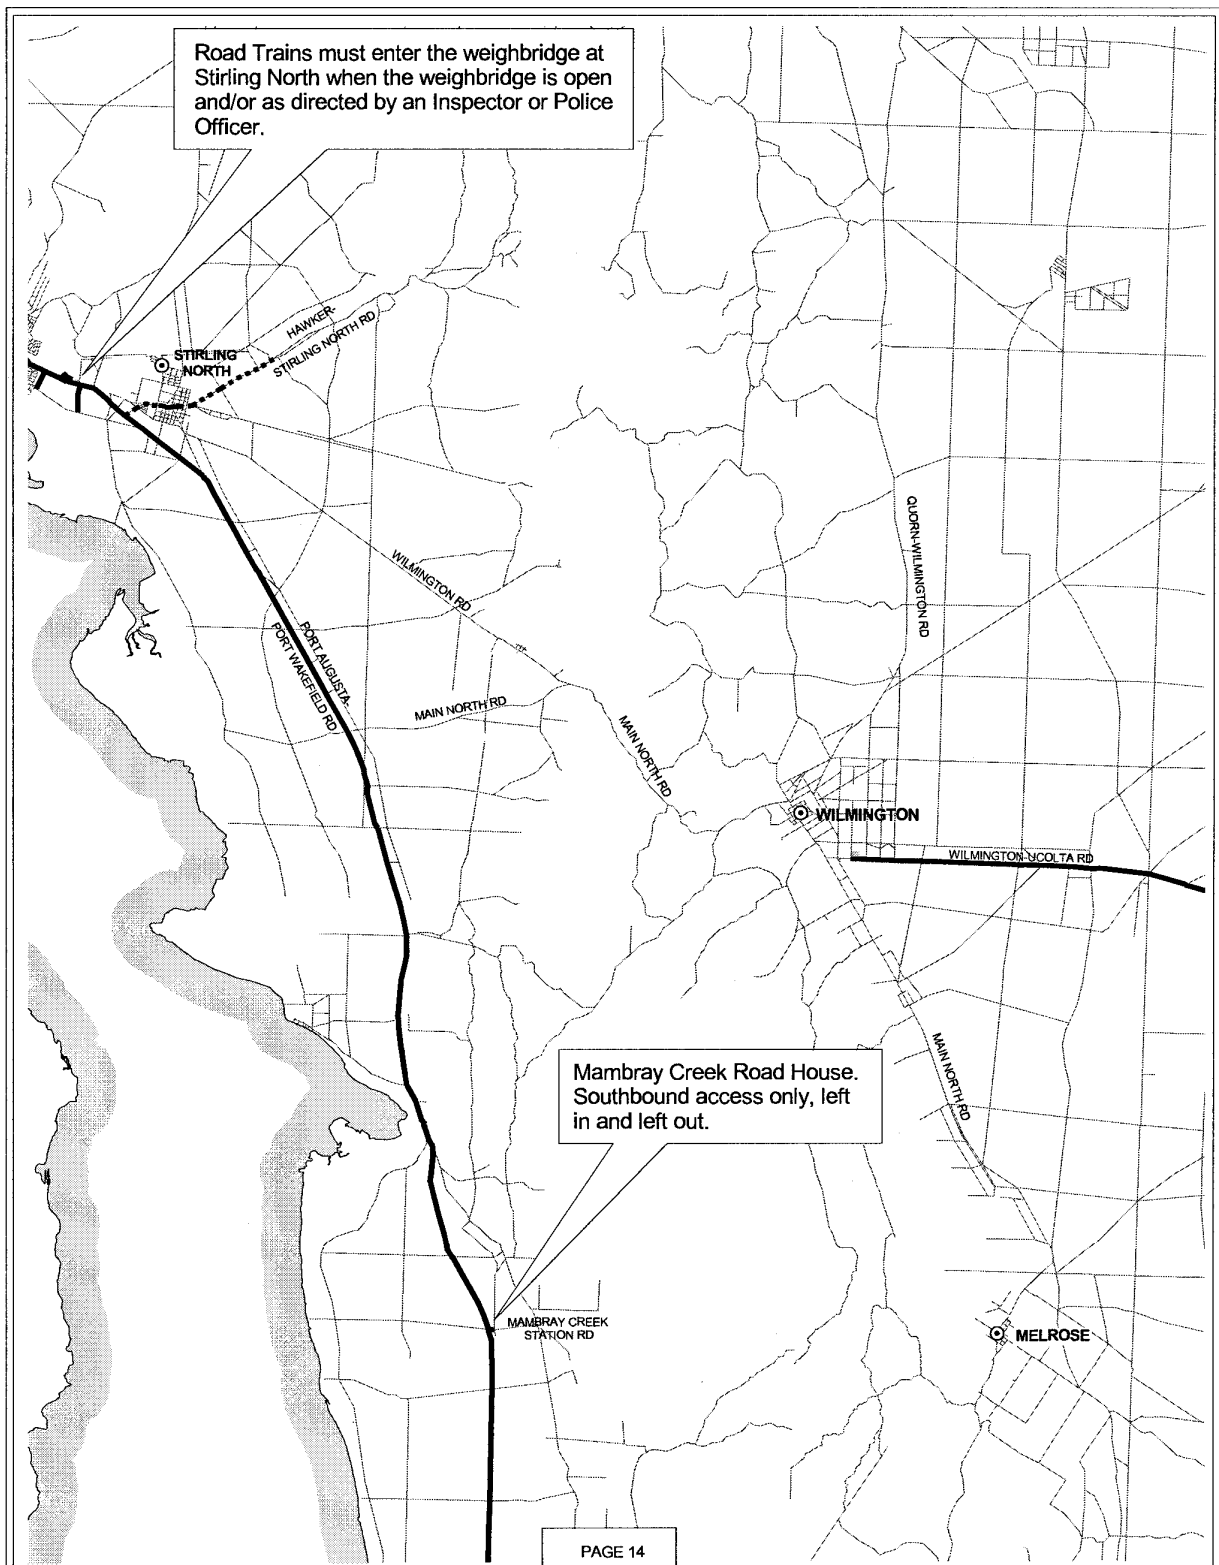 Road Trains must enter the weighbridge at
Stirling North when the weighbridge is open
and/or as directed by an Inspector or Police
Officer.
HAWKER-
STIRLING NORTH RD
STIRLING
NORTH
QUORN-WILMINGTON RD
WILMINGTON RD
PORT AUGUSTA-
PORT WAKEFIELD RD
MAIN NORTH RD
MAIN NORTH RD
WILMINGTON
WILMINGTON-UCOLTA RD
MAIN NORTH RD
Mambray Creek Road House.
Southbound access only, left
in and left out.
MAMBRAY CREEK
STATION RD
MELROSE
PAGE 14